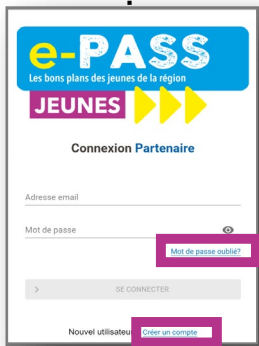 e-PASS
Les bons plans des jeunes de la région
JEUNES
Connexion Partenaire
Adresse email
Mot de passe
Mot de passe oublié?
> SE CONNECTER
Nouvel utilisateu Créer un compte